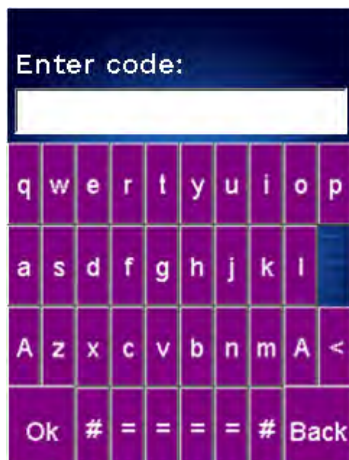 Enter code:
q w e r t y u i o p
a s d f g h j k l
A z x c v b n m A <
Ok # = = = = # Back